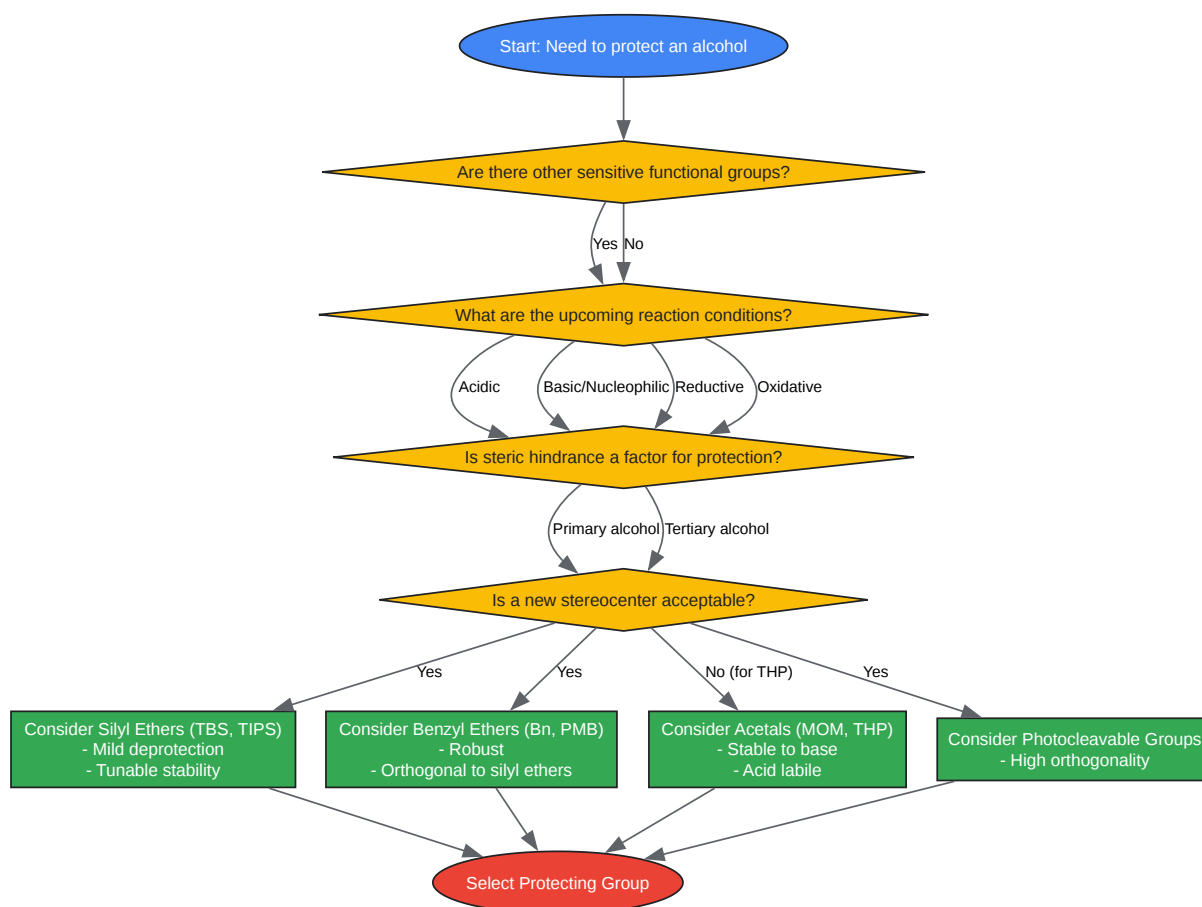 Start: Need to protect an alcohol
Are there other sensitive functional groups?
Yes
No
What are the upcoming reaction conditions?
Acidic
Basic/Nucleophilic
Reductive
Oxidative
Is steric hindrance a factor for protection?
Primary alcohol
Tertiary alcohol
Is a new stereocenter acceptable?
Yes
Yes
No (for THP)
Yes
Consider Silyl Ethers (TBS, TIPS)
- Mild deprotection
- Tunable stability
Consider Benzyl Ethers (Bn, PMB)
- Robust
- Orthogonal to silyl ethers
Consider Acetals (MOM, THP)
- Stable to base
- Acid labile
Consider Photocleavable Groups
- High orthogonality
Select Protecting Group